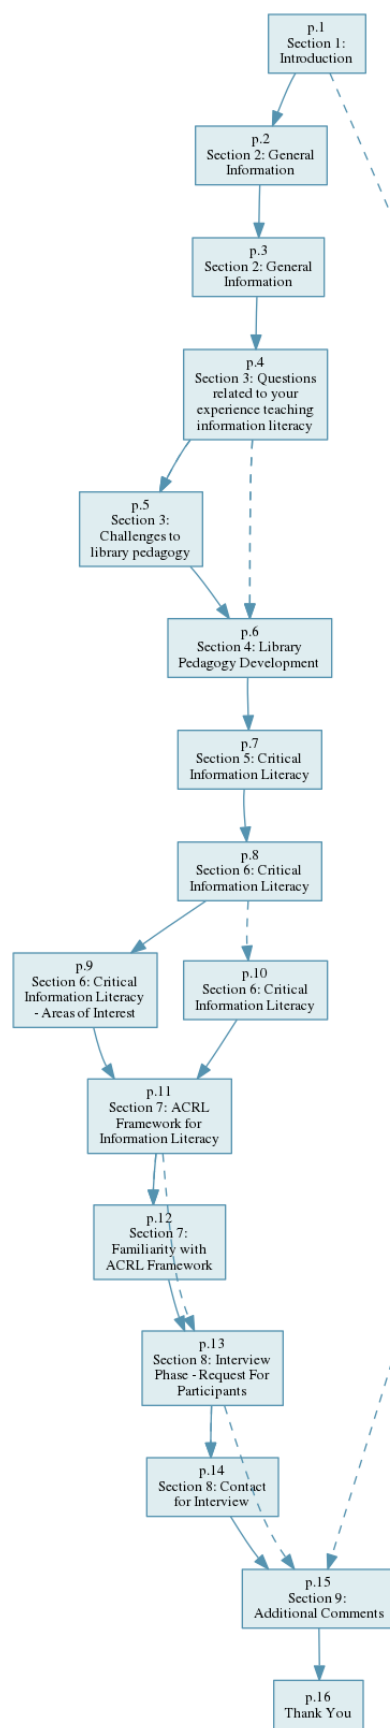 p.1
Section 1:
Introduction
p.2
Section 2: General
Information
p.3
Section 2: General
Information
p.4
Section 3: Questions
related to your
experience teaching
information literacy
p.5
Section 3:
Challenges to
library pedagogy
p.6
Section 4: Library
Pedagogy Development
p.7
Section 5: Critical
Information Literacy
p.8
Section 6: Critical
Information Literacy
p.9
Section 6: Critical
Information Literacy
- Areas of Interest
p.10
Section 6: Critical
Information Literacy
p.11
Section 7: ACRL
Framework for
Information Literacy
p.12
Section 7:
Familiarity with
ACRL Framework
p.13
Section 8: Interview
Phase - Request For
Participants
p.14
Section 8: Contact
for Interview
p.15
Section 9:
Additional Comments
p.16
Thank You